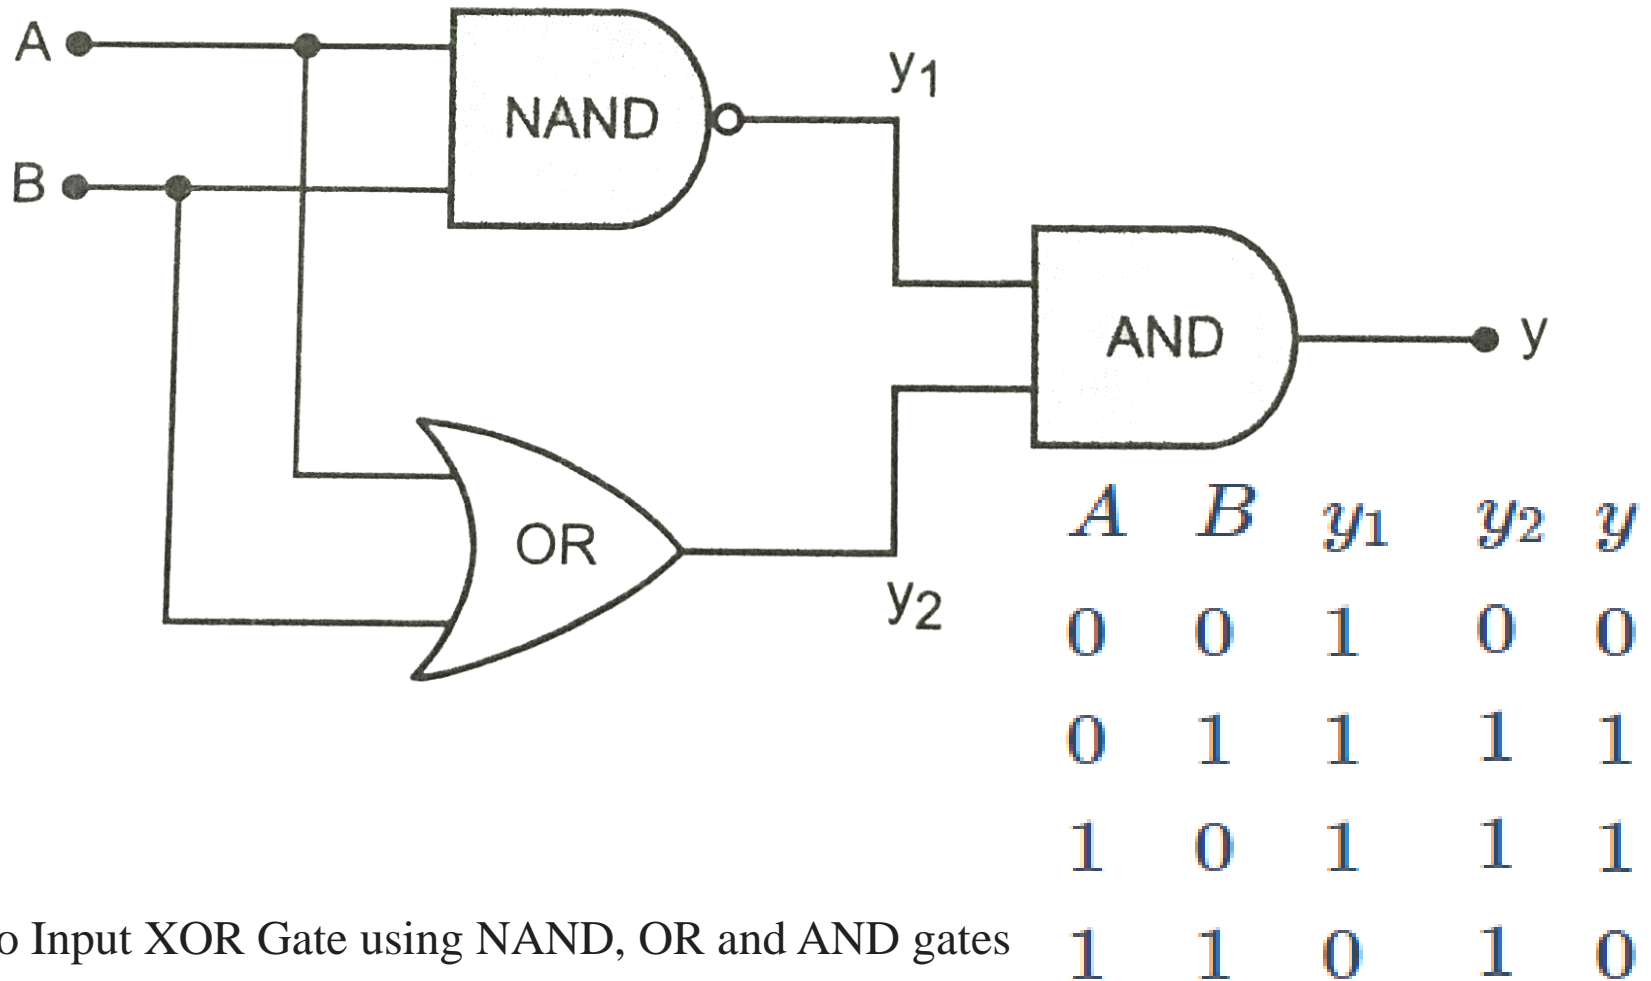 A
NAND
y1
B
AND
y
OR
y2
A B y1 y2 y
0 0 1 0 0
0 1 1 1 1
1 0 1 1 1
1 1 0 1 0
o Input XOR Gate using NAND, OR and AND gates